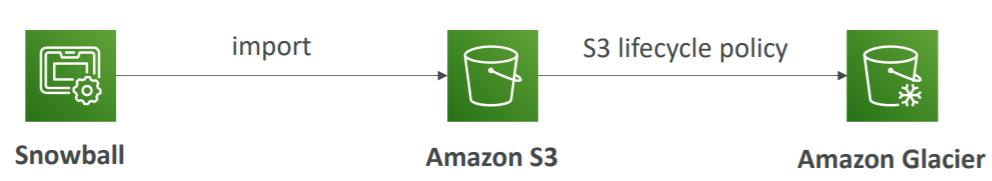 import
S3 lifecycle policy
Snowball
Amazon S3
Amazon Glacier